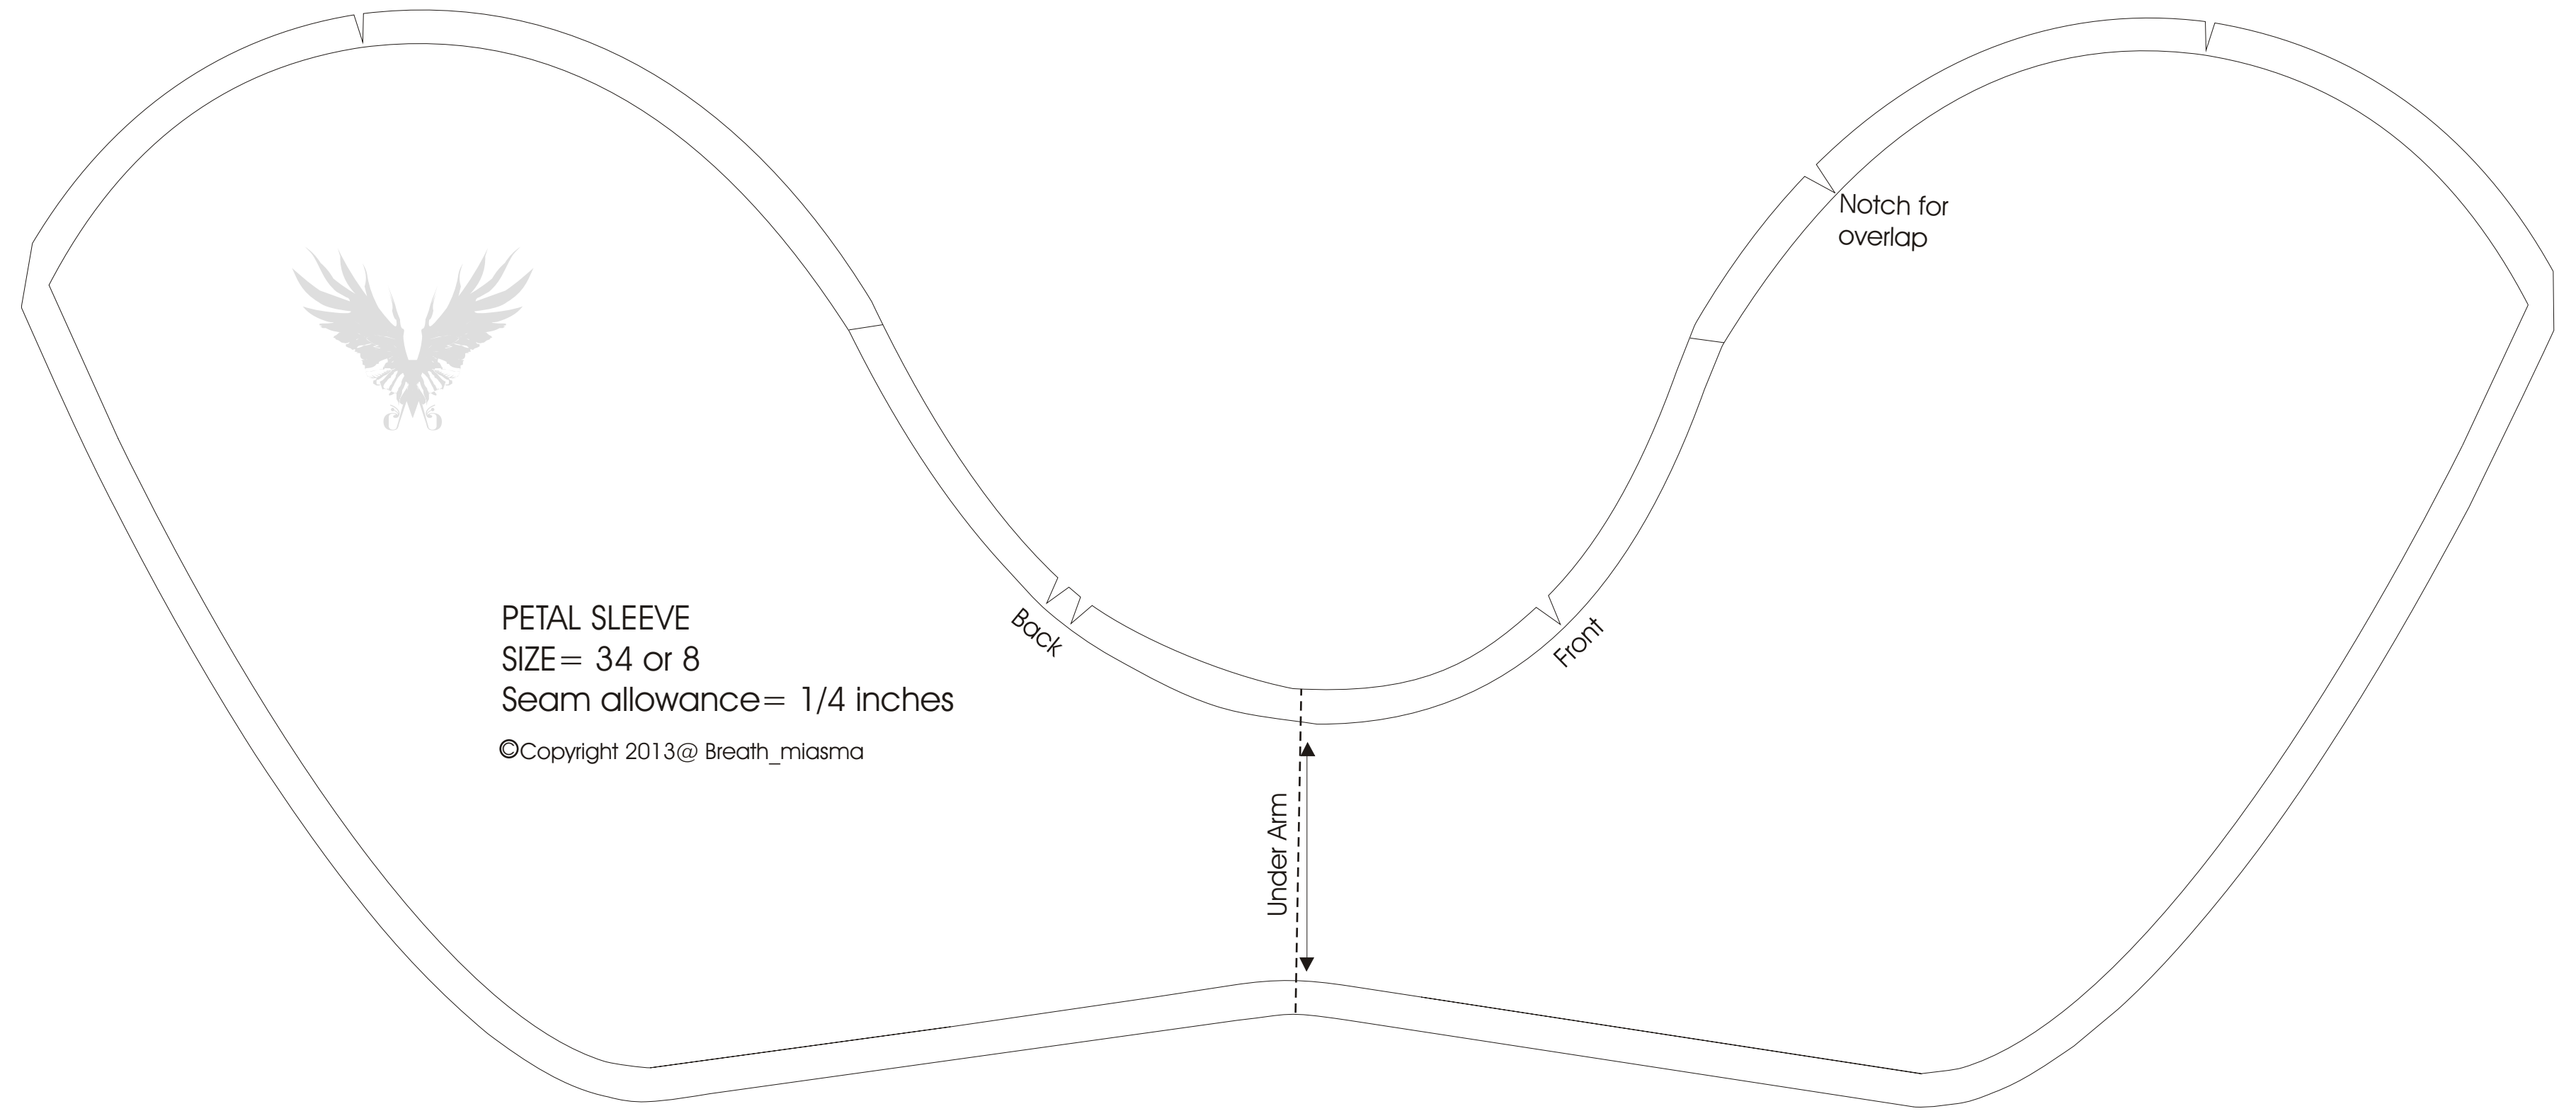 Notch for
overlap
Back
Front
PETAL SLEEVE
SIZE= 34 or 8
Seam allowance= 1/4 inches
©Copyright 2013@ Breath_miasma
Under Arm